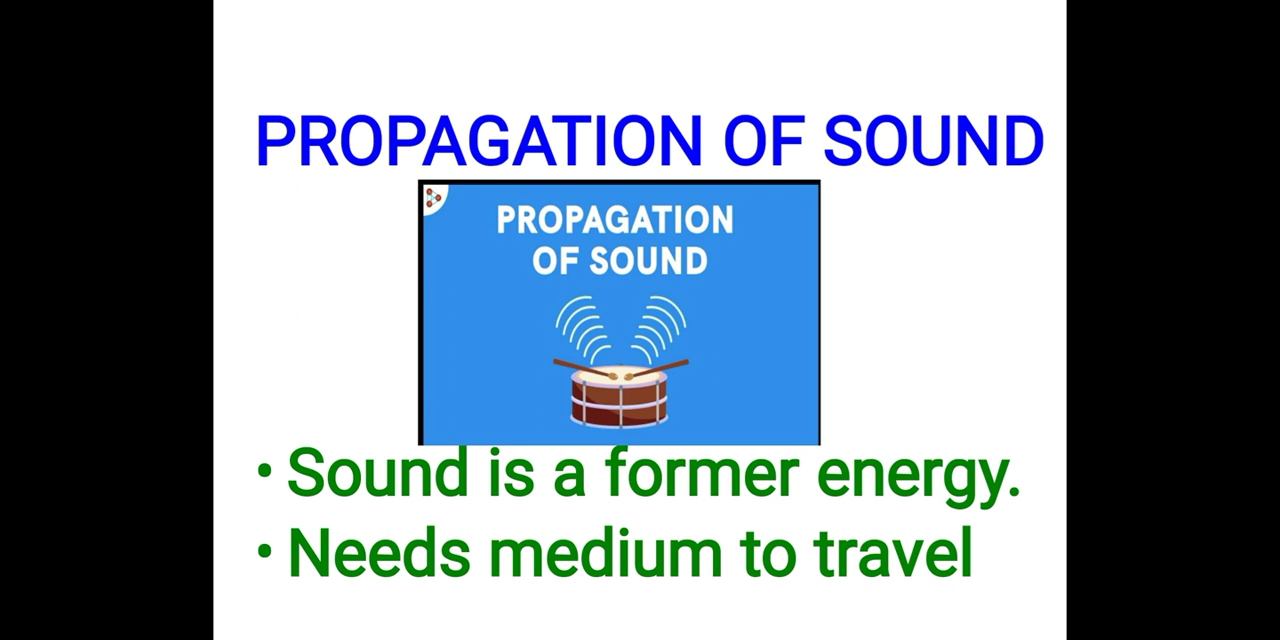 PROPAGATION OF SOUND
PROPAGATION
OF SOUND
• Sound is a former energy.
• Needs medium to travel